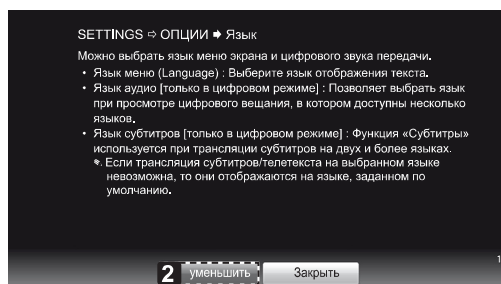 SETTINGS ⇨ ОПЦИИ ➡ Язык
Можно выбрать язык меню экрана и цифрового звука передачи.
• Язык меню (Language) : Выберите язык отображения текста.
• Язык аудио [только в цифровом режиме] : Позволяет выбрать язык
при просмотре цифрового вещания, в котором доступны несколько
языков.
• Язык субтитров [только в цифровом режиме] : Функция «Субтитры»
используется при трансляции субтитров на двух и более языках.
Если трансляция субтитров/телетекста на выбранном языке
невозможна, то они отображаются на языке, заданном по
умолчанию.
1
2 уменьшить Закрыть